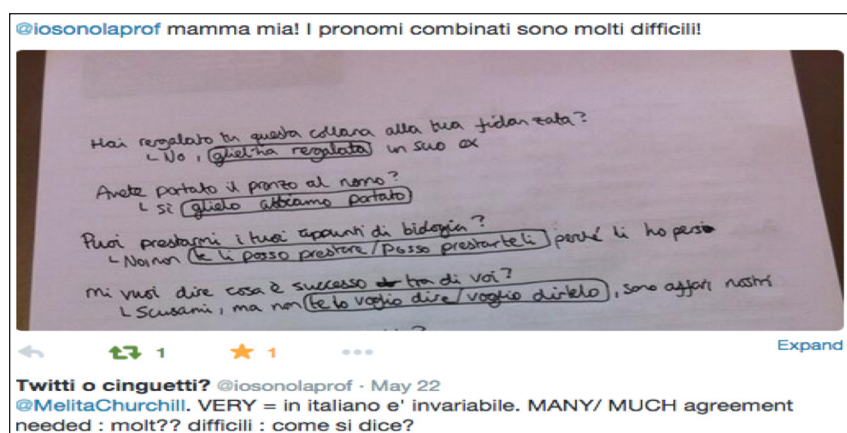 @iosonolaprof mamma mia! I pronomi combinati sono molti difficili!
Hai regalato tu questa collana alla tua fidanzata?
No, gliel'ha regalata un suo ex
Avete portato il pranzo al nonno?
Sì glielo abbiamo portato
Puoi prestarmi i tuoi appunti di biologia?
No non te li posso prestare/posso prestarteli perché li ho persi
Mi vuoi dire cosa è successo tra di voi?
Scusami, ma non te lo voglio dire/voglio dirtelo, sono affari nostri
1 1 Expand
Twitti o cinguetti? @iosonolaprof · May 22
@MelitaChurchill. VERY = in italiano e' invariabile. MANY/ MUCH agreement
needed : molt?? difficili : come si dice?